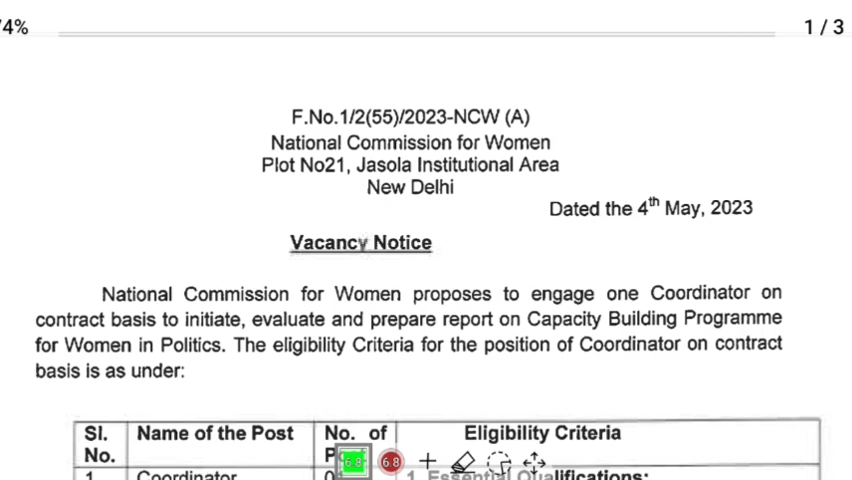 74%
1 / 3
F.No.1/2(55)/2023-NCW (A)
National Commission for Women
Plot No21, Jasola Institutional Area
New Delhi
Dated the 4th May, 2023
Vacancy Notice
National Commission for Women proposes to engage one Coordinator on
contract basis to initiate, evaluate and prepare report on Capacity Building Programme
for Women in Politics. The eligibility Criteria for the position of Coordinator on contract
basis is as under:
Sl. Name of the Post No. of Eligibility Criteria
No.
6.8 6.8
1 Coordinator 1. Essential Qualifications: